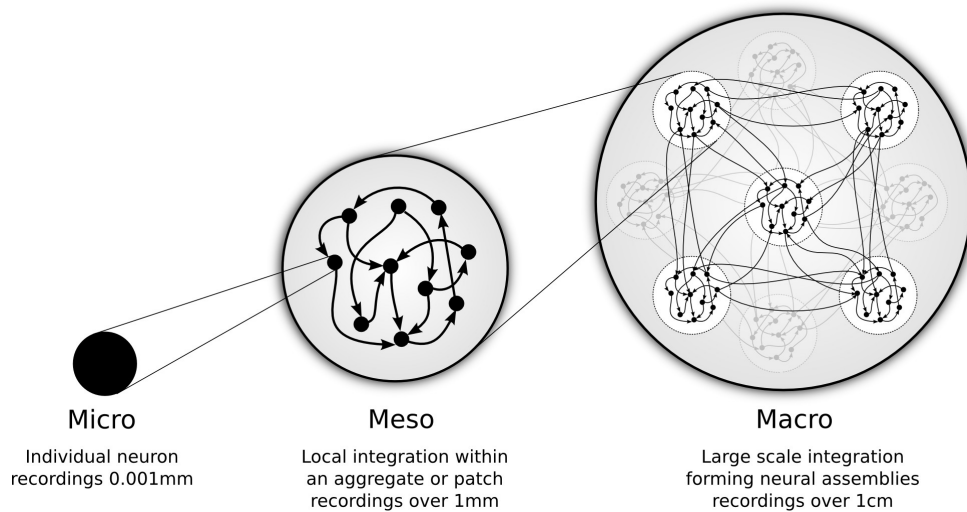 Micro
Individual neuron
recordings 0.001mm
Meso
Local integration within
an aggregate or patch
recordings over 1mm
Macro
Large scale integration
forming neural assemblies
recordings over 1cm